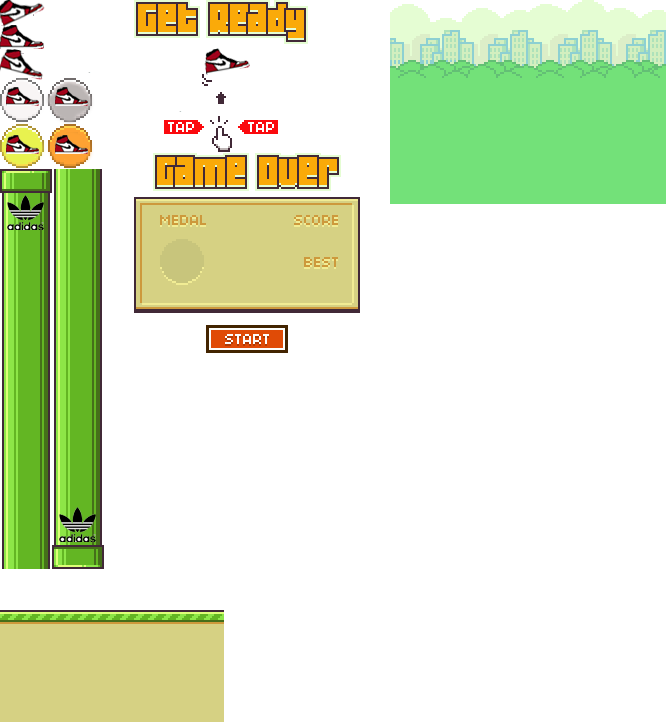 Get Ready
TAP TAP
Game Over
MEDAL SCORE
BEST
adidas
START
adidas